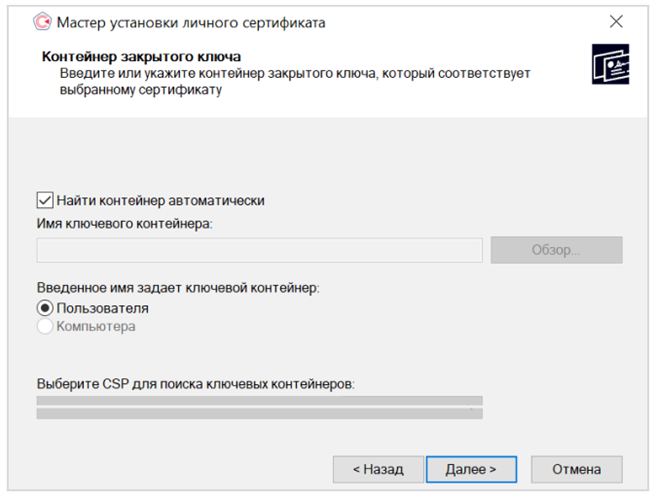 Мастер установки личного сертификата
Контейнер закрытого ключа
Введите или укажите контейнер закрытого ключа, который соответствует
выбранному сертификату
Найти контейнер автоматически
Имя ключевого контейнера:
Обзор...
Введенное имя задает ключевой контейнер:
Пользователя
Компьютера
Выберите CSP для поиска ключевых контейнеров:
< Назад
Далее >
Отмена